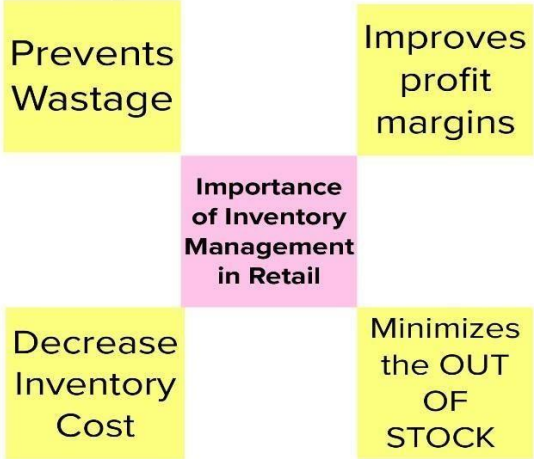 Prevents
Wastage
Improves
profit
margins
Importance
of Inventory
Management
in Retail
Decrease
Inventory
Cost
Minimizes
the OUT
OF
STOCK